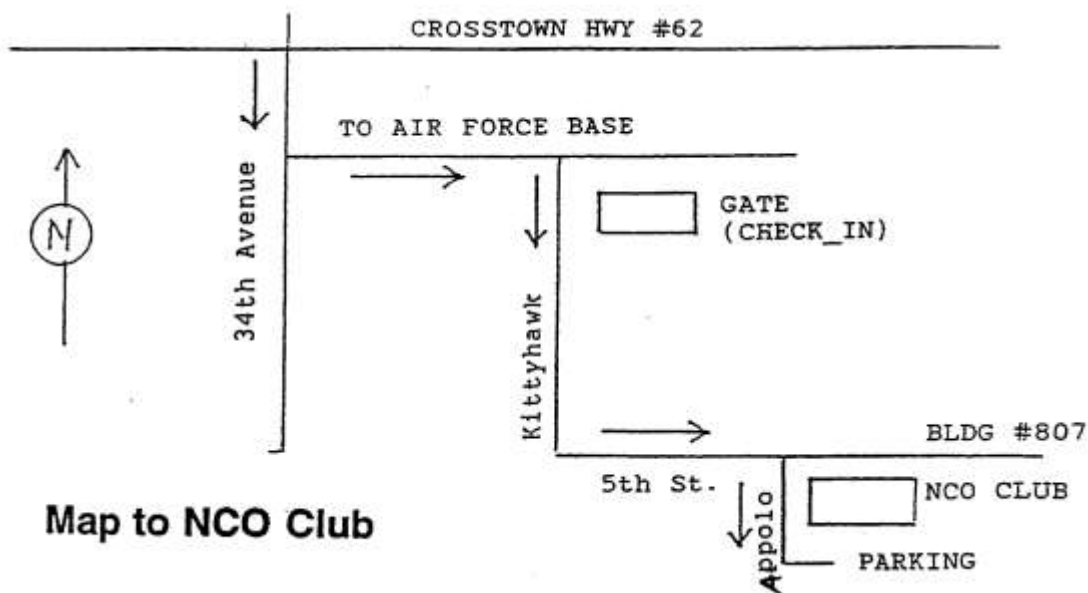 CROSSTOWN HWY #62
TO AIR FORCE BASE
34th Avenue
N
GATE
(CHECK_IN)
Kittyhawk
BLDG #807
5th St.
NCO CLUB
Appolo
PARKING
Map to NCO Club